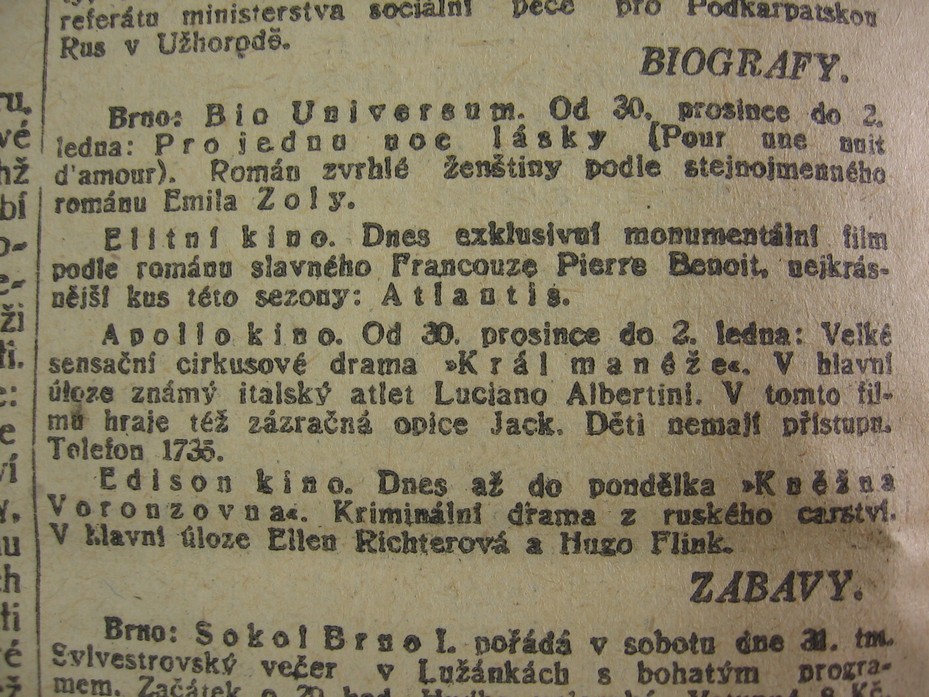 referátu ministerstva sociální péče pro Podkarpatskou
Rus v Užhorodě.
BIOGRAFY.
Brno: Bio Universum. Od 30. prosince do 2.
ledna: Pro jednu noc lásky (Pour une nuit
d'amour). Román zvrhlé ženštiny podle stejnojmenného
románu Emila Zoly.
Elitní kino. Dnes exklusivní monumentální film
podle románu slavného Francouze Pierre Benoit, nejkrás-
nější kus této sezony: Atlantis.
Apollo kino. Od 30. prosince do 2. ledna: Velké
sensační cirkusové drama »Král manéže«. V hlavní
úloze známý italský atlet Luciano Albertini. V tomto fil-
mu hraje též zázračná opice Jack. Děti nemají přístupu.
Telefon 1735.
Edison kino. Dnes až do pondělka »Kněžna
Voronzovna«. Kriminální drama z ruského carství.
V hlavní úloze Ellen Richterová a Hugo Flink.
ZÁBAVY.
Brno: Sokol Brno I. pořádá v sobotu dne 31. tm.
Sylvestrovský večer v Lužánkách s bohatým progra-
mem. Začátek o 20 hod.